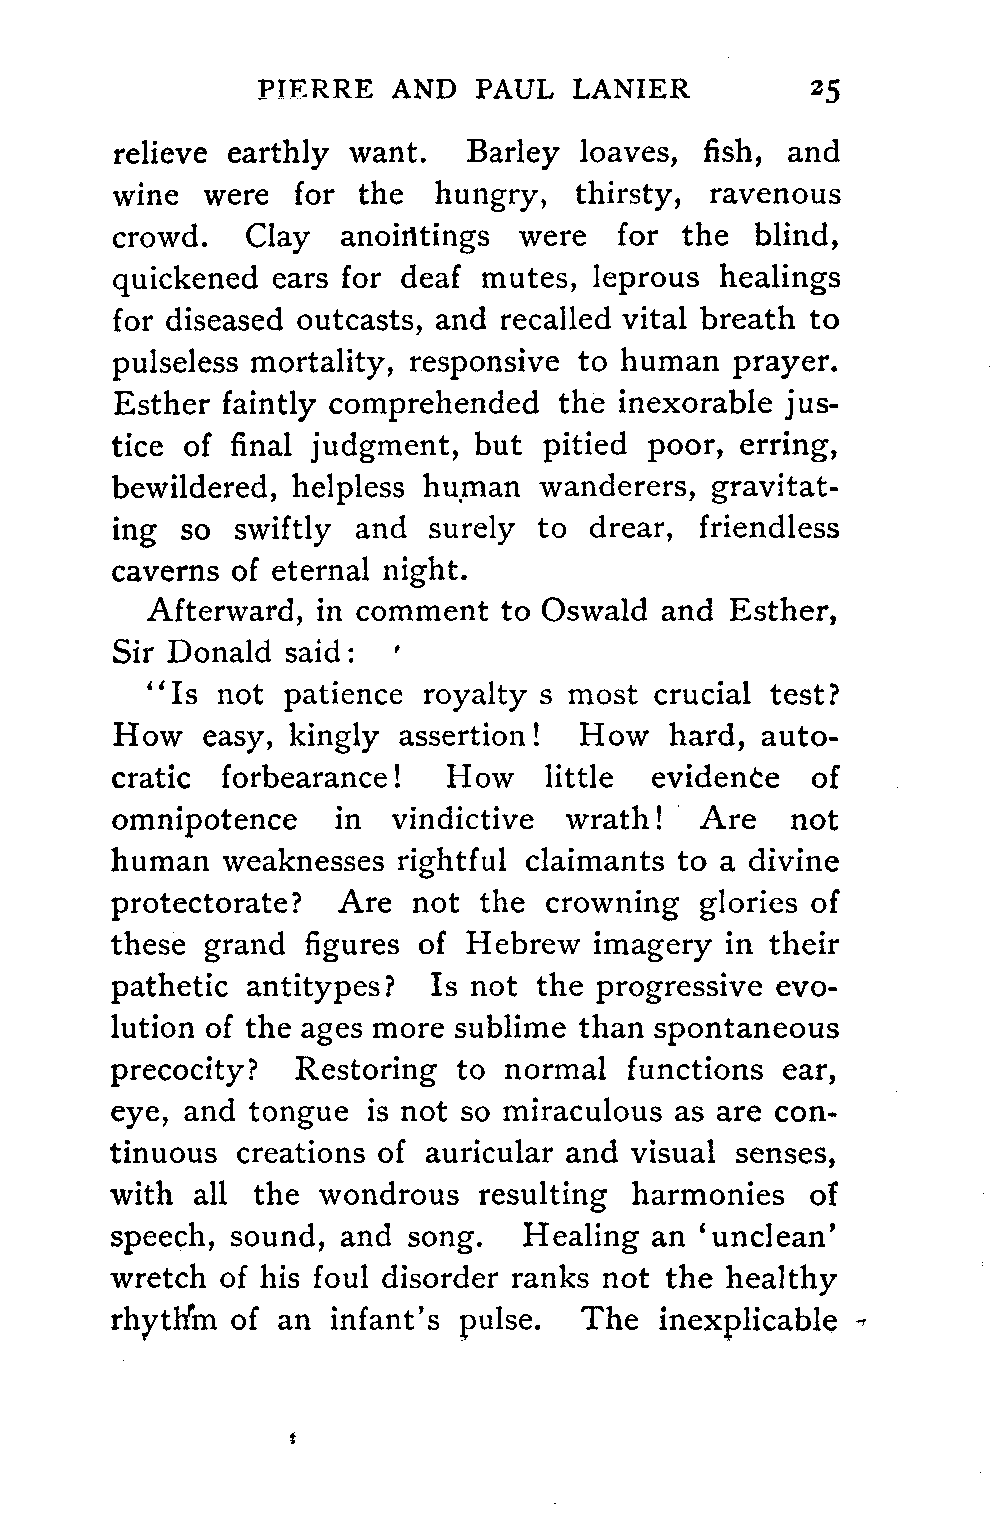 PIERRE AND PAUL LANIER 25
relieve earthly want. Barley loaves, fish, and
wine were for the hungry, thirsty, ravenous
crowd. Clay anointings were for the blind,
quickened ears for deaf mutes, leprous healings
for diseased outcasts, and recalled vital breath to
pulseless mortality, responsive to human prayer.
Esther faintly comprehended the inexorable jus-
tice of final judgment, but pitied poor, erring,
bewildered, helpless human wanderers, gravitat-
ing so swiftly and surely to drear, friendless
caverns of eternal night.
Afterward, in comment to Oswald and Esther,
Sir Donald said:
“Is not patience royalty s most crucial test?
How easy, kingly assertion! How hard, auto-
cratic forbearance! How little evidence of
omnipotence in vindictive wrath! Are not
human weaknesses rightful claimants to a divine
protectorate? Are not the crowning glories of
these grand figures of Hebrew imagery in their
pathetic antitypes? Is not the progressive evo-
lution of the ages more sublime than spontaneous
precocity? Restoring to normal functions ear,
eye, and tongue is not so miraculous as are con-
tinuous creations of auricular and visual senses,
with all the wondrous resulting harmonies of
speech, sound, and song. Healing an ‘unclean’
wretch of his foul disorder ranks not the healthy
rhythm of an infant's pulse. The inexplicable